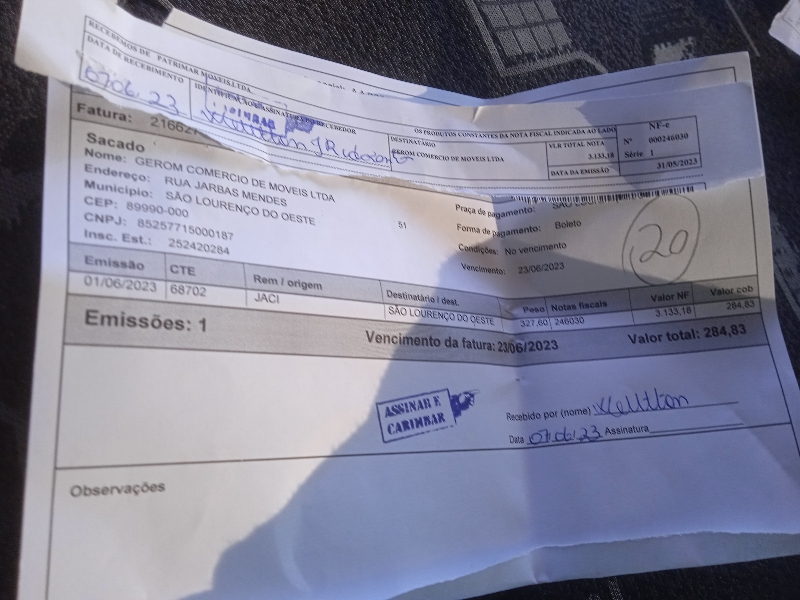 RECEBEMOS DE PATRIMAR MOVEIS LTDA
DATA DE RECEBIMENTO
07.06.23
IDENTIFICAÇÃO E ASSINATURA DO RECEBEDOR
OS PRODUTOS CONSTANTES DA NOTA FISCAL INDICADA AO LADO
DESTINATÁRIO
GEROM COMERCIO DE MOVEIS LTDA
VLR TOTAL NOTA
3.133,18
DATA DA EMISSÃO
31/05/2023
NF-e
Nº 000246030
Série 1
Fatura: 21662
Sacado
Nome: GEROM COMERCIO DE MOVEIS LTDA
Endereço: RUA JARBAS MENDES 51
Municipio: SÃO LOURENÇO DO OESTE
CEP: 89990-000
CNPJ: 85257715000187
Insc. Est.: 252420284
Praça de pagamento:
Forma de pagamento: Boleto
Condições: No vencimento
Vencimento: 23/06/2023
20
Emissão CTE Rem / origem Destinatário / dest. Peso Notas fiscais Valor NF Valor cob
01/06/2023 68702 JACI SÃO LOURENÇO DO OESTE 327,60 246030 3.133,18 284,83
Emissões: 1 Vencimento da fatura: 23/06/2023 Valor total: 284,83
ASSINAR E
CARIMBAR
Recebido por (nome)
Data 07.06.23 Assinatura
Observações